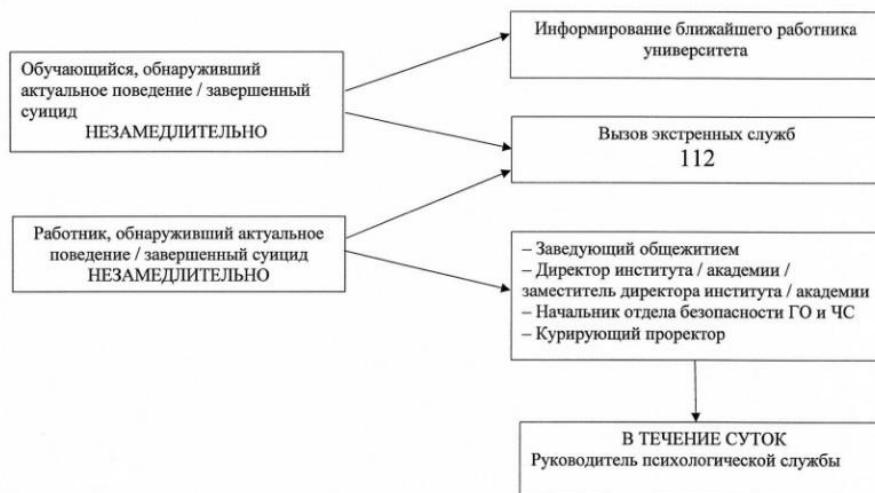 Информирование ближайшего работника
университета
Обучающийся, обнаруживший
актуальное поведение / завершенный
суицид
НЕЗАМЕДЛИТЕЛЬНО
Вызов экстренных служб
112
Работник, обнаруживший актуальное
поведение / завершенный суицид
НЕЗАМЕДЛИТЕЛЬНО
– Заведующий общежитием
– Директор института / академии /
заместитель директора института / академии
– Начальник отдела безопасности ГО и ЧС
– Курирующий проректор
В ТЕЧЕНИЕ СУТОК
Руководитель психологической службы